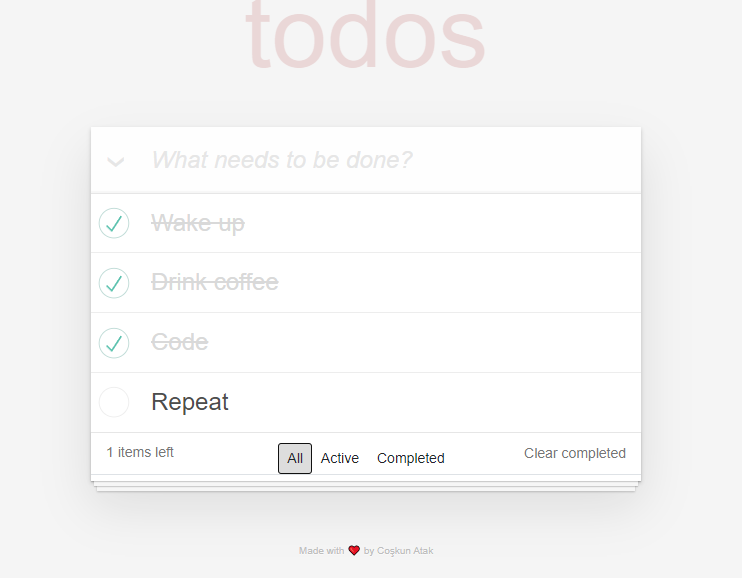 todos
What needs to be done?
Wake up
Drink coffee
Code
Repeat
1 items left All Active Completed Clear completed
Made with ❤️ by Coşkun Atak